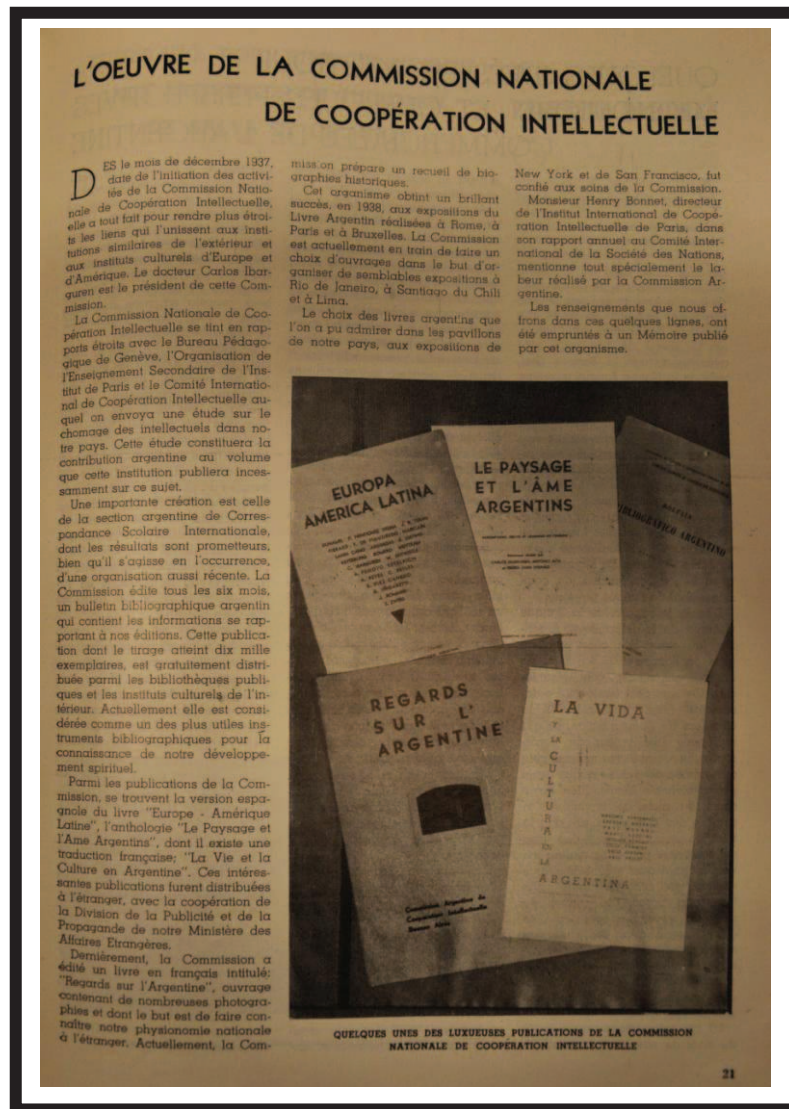 L'OEUVRE DE LA COMMISSION NATIONALE
DE COOPÉRATION INTELLECTUELLE
DES le mois de décembre 1937,
date de l'initiation des activi-
tés de la Commission Natio-
nale de Coopération Intellectuelle,
elle a tout fait pour rendre plus étroi-
ts les liens qui l'unissent aux insti-
tutions similaires de l'extérieur et
aux instituts culturels d'Europe et
d'Amérique. Le docteur Carlos Ibar-
guren est le président de cette Com-
mission.
La Commission Nationale de Coo-
pération Intellectuelle se tint en rap-
ports étroits avec le Bureau Pédago-
gique de Genève, l'Organisation de
l'Enseignement Secondaire de l'Ins-
titut de Paris et le Comité Internatio-
nal de Coopération Intellectuelle au-
quel on envoya une étude sur le
chomage des intellectuels dans no-
tre pays. Cette étude constituera la
contribution argentine au volume
que cette institution publiera inces-
samment sur ce sujet.
Une importante création est celle
de la section argentine de Corres-
pondance Scolaire Internationale,
dont les résultats sont prometteurs,
bien qu'il s'agisse en l'occurrence,
d'une organisation aussi récente. La
Commission édite tous les six mois,
un bulletin bibliographique argentin
qui contient les informations se rap-
portant à nos éditions. Cette publica-
tion dont le tirage atteint dix mille
exemplaires, est gratuitement distri-
buée parmi les bibliothèques publi-
ques et les instituts culturels de l'in-
térieur. Actuellement elle est consi-
dérée comme un des plus utiles ins-
truments bibliographiques pour la
connaissance de notre développe-
ment spirituel.
Parmi les publications de la Com-
mission, se trouvent la version espa-
gnole du livre "Europe - Amérique
Latine", l'anthologie "Le Paysage et
l'Ame Argentins", dont il existe une
traduction française; "La Vie et la
Culture en Argentine". Ces intéres-
santes publications furent distribuées
à l'étranger, avec la coopération de
la Division de la Publicité et de la
Propagande de notre Ministère des
Affaires Etrangères.
Dernièrement, la Commission a
édité un livre en français intitulé:
"Regards sur l'Argentine", ouvrage
contenant de nombreuses photogra-
phies et dont le but est de faire con-
naître notre physionomie nationale
à l'étranger. Actuellement, la Com-
mission prépare un recueil de bio-
graphies historiques.
Cet organisme obtint un brillant
succès, en 1938, aux expositions du
Livre Argentin réalisées à Rome, à
Paris et à Bruxelles. La Commission
est actuellement en train de faire un
choix d'ouvrages dans le but d'or-
ganiser de semblables expositions à
Rio de Janeiro, à Santiago du Chili
et à Lima.
Le choix des livres argentins que
l'on a pu admirer dans les pavillons
de notre pays, aux expositions de
New York et de San Francisco, fut
confié aux soins de la Commission.
Monsieur Henry Bonnet, directeur
de l'Institut International de Coopé-
ration Intellectuelle de Paris, dans
son rapport annuel au Comité Inter-
national de la Société des Nations,
mentionne tout spécialement le la-
beur réalisé par la Commission Ar-
gentine.
Les renseignements que nous of-
frons dans ces quelques lignes, ont
été empruntés à un Mémoire publié
par cet organisme.
EUROPA
AMERICA LATINA
LE PAYSAGE
ET L'ÂME
ARGENTINS
BIBLIOGRÁFICO ARGENTINO
REGARDS
SUR L'
ARGENTINE
Comisión Argentina de
Cooperación Intelectual
Buenos Aires
LA VIDA
Y LA
CULTURA
EN LA
ARGENTINA
QUELQUES UNES DES LUXUEUSES PUBLICATIONS DE LA COMMISSION
NATIONALE DE COOPÉRATION INTELLECTUELLE
21